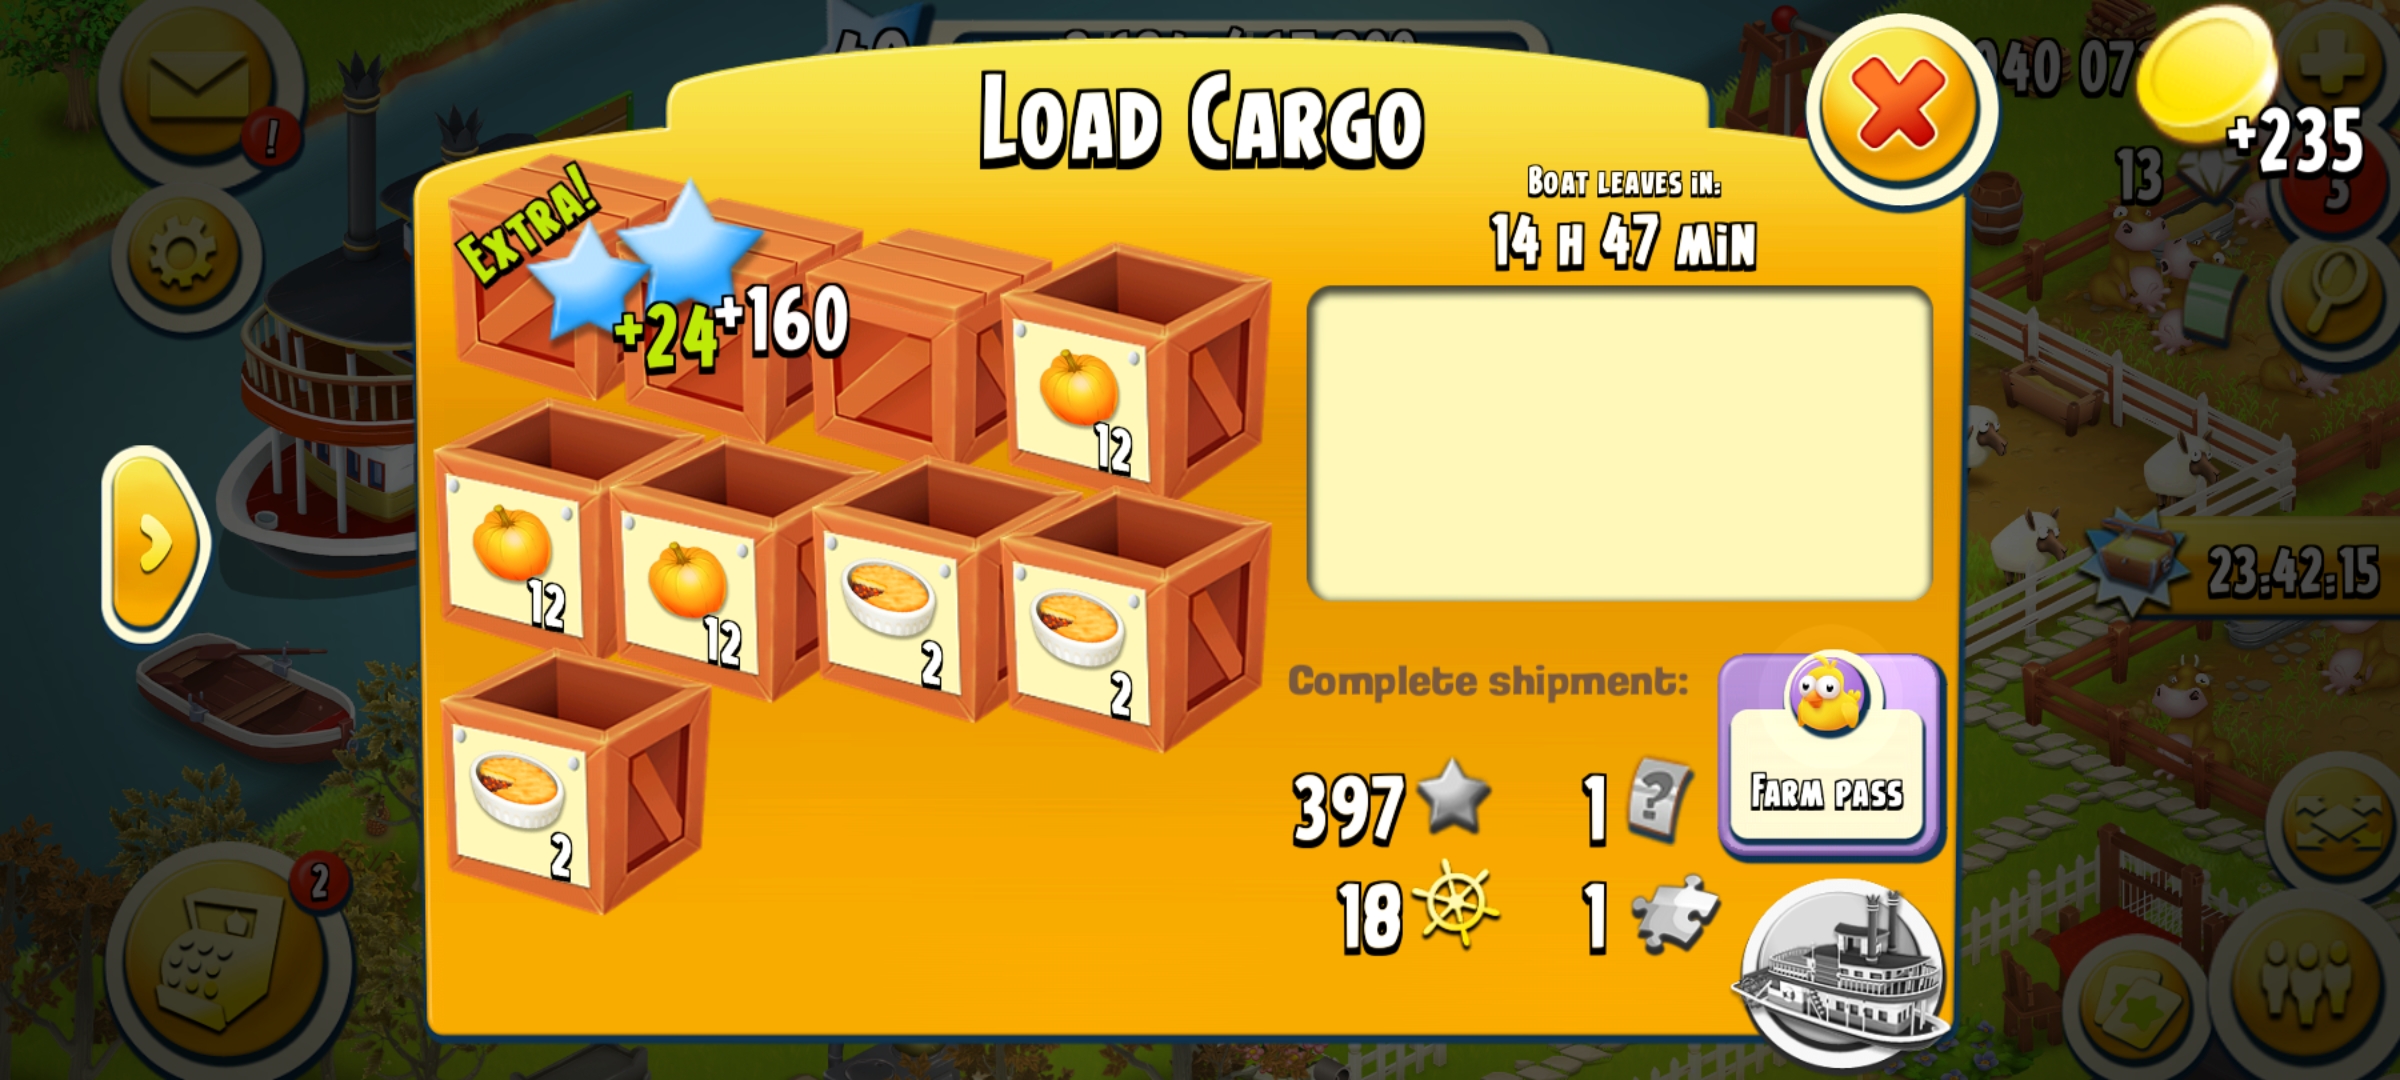 LOAD CARGO
BOAT LEAVES IN:
14 H 47 MIN
+235
13
EXTRA!
+24
+160
12
12
12
2
2
2
23:42:15
Complete shipment:
397
1
18
1
FARM PASS
2
!